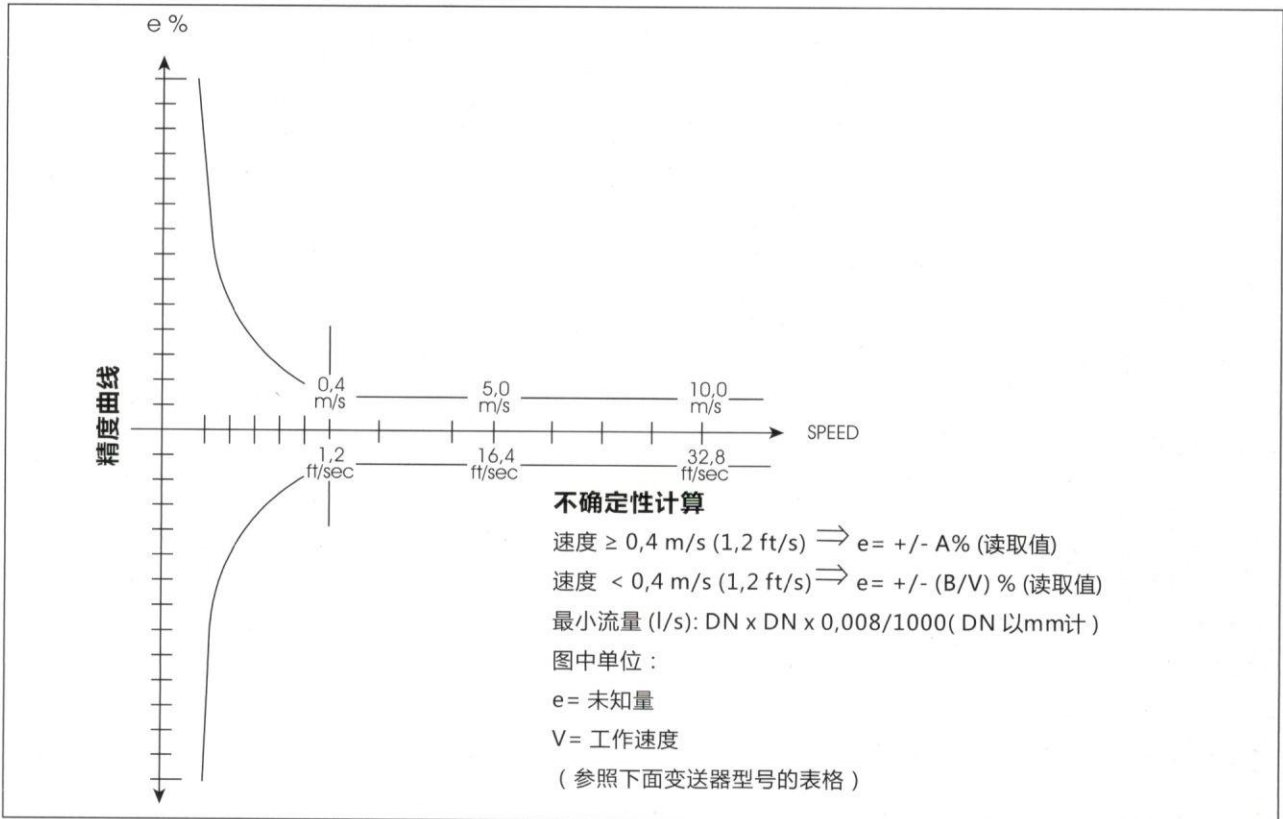 e %
精度曲线
0,4
m/s
5,0
m/s
10,0
m/s
SPEED
1,2
ft/sec
16,4
ft/sec
32,8
ft/sec
不确定性计算
速度 ≥ 0,4 m/s (1,2 ft/s) ⇒ e= +/- A% (读取值)
速度 < 0,4 m/s (1,2 ft/s) ⇒ e= +/- (B/V) % (读取值)
最小流量 (l/s): DN x DN x 0,008/1000( DN 以mm计 )
图中单位：
e= 未知量
V= 工作速度
( 参照下面变送器型号的表格 )